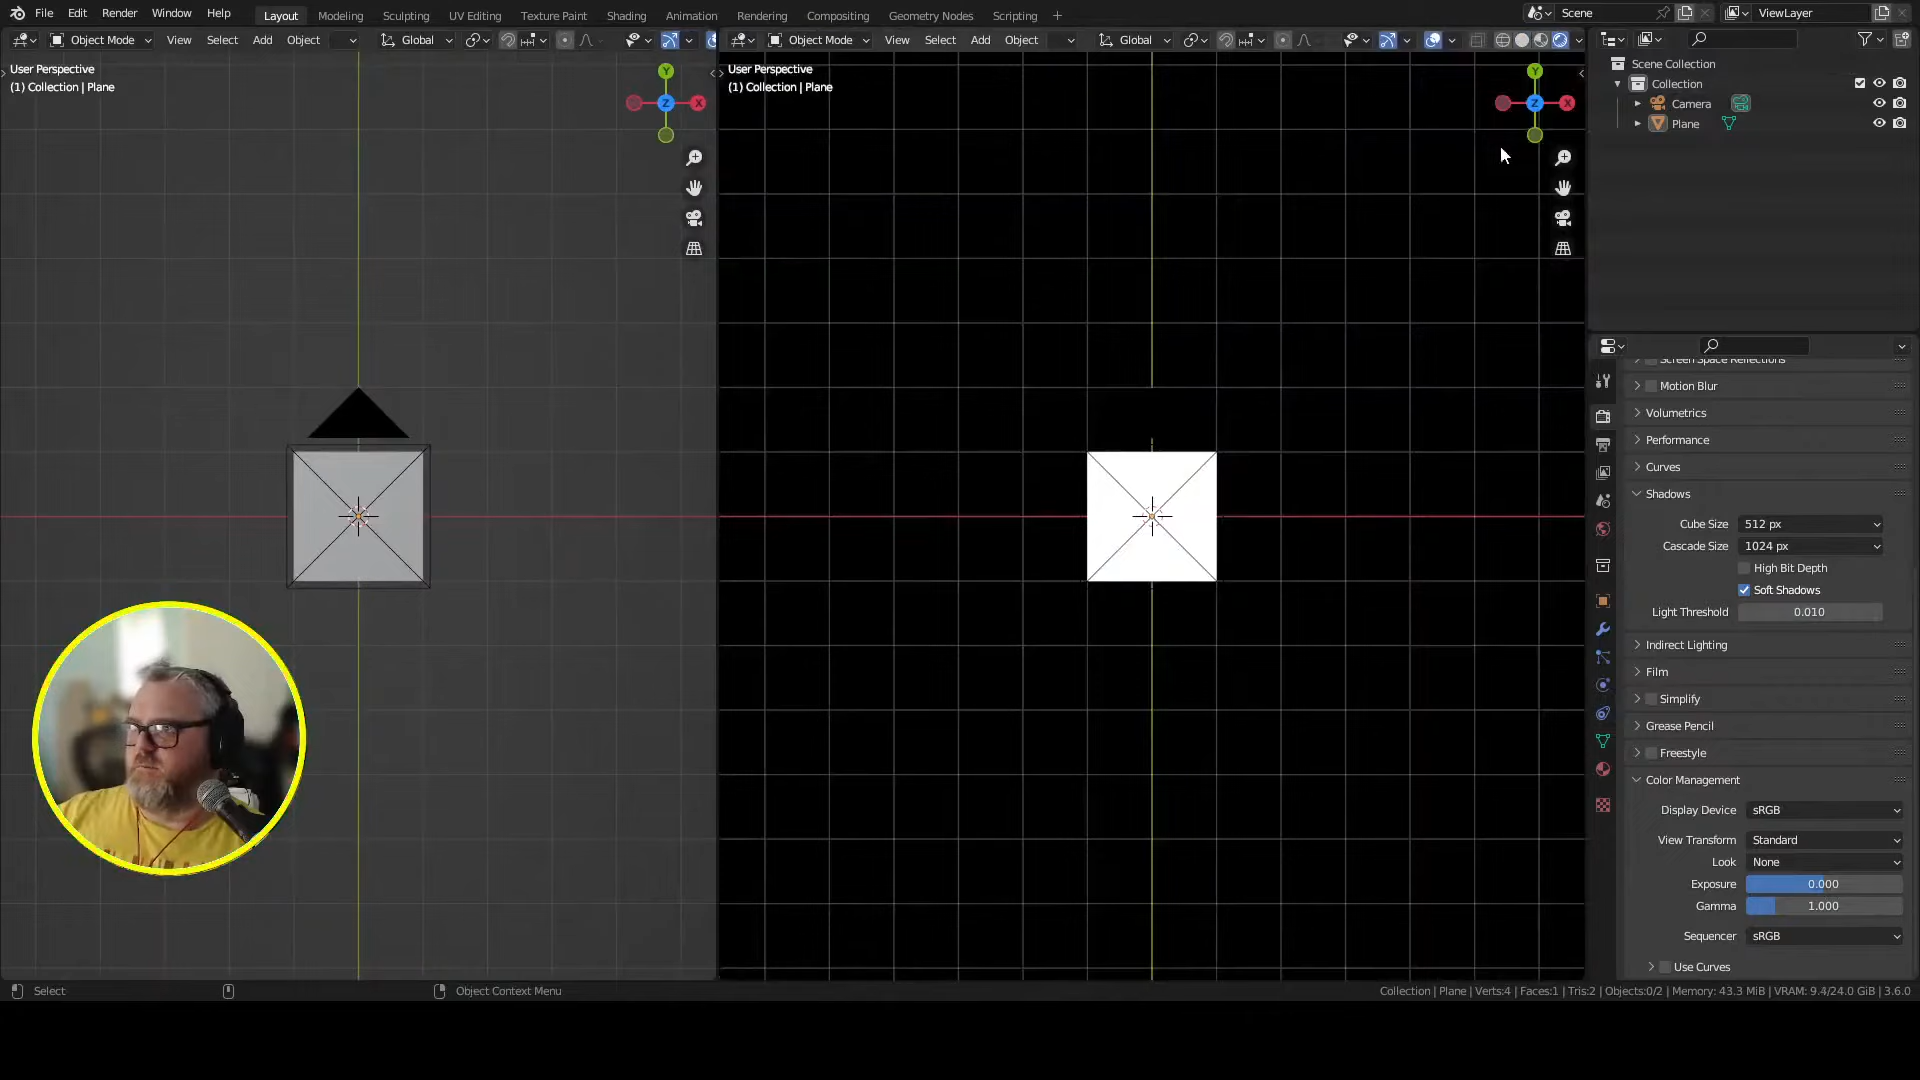 File Edit Render Window Help Layout Modeling Sculpting UV Editing Texture Paint Shading Animation Rendering Compositing Geometry Nodes Scripting + Scene ViewLayer
Object Mode View Select Add Object Global Object Mode View Select Add Object Global
User Perspective
(1) Collection | Plane
Y
X
Z
User Perspective
(1) Collection | Plane
Y
X
Z
Scene Collection
Collection
Camera
Plane
Screen Space Reflections
Motion Blur
Volumetrics
Performance
Curves
Shadows
Cube Size 512 px
Cascade Size 1024 px
High Bit Depth
Soft Shadows
Light Threshold 0.010
Indirect Lighting
Film
Simplify
Grease Pencil
Freestyle
Color Management
Display Device sRGB
View Transform Standard
Look None
Exposure 0.000
Gamma 1.000
Sequencer sRGB
Use Curves
Select Object Context Menu Collection | Plane | Verts:4 | Faces:1 | Tris:2 | Objects:0/2 | Memory: 43.3 MiB | VRAM: 9.4/24.0 GiB | 3.6.0